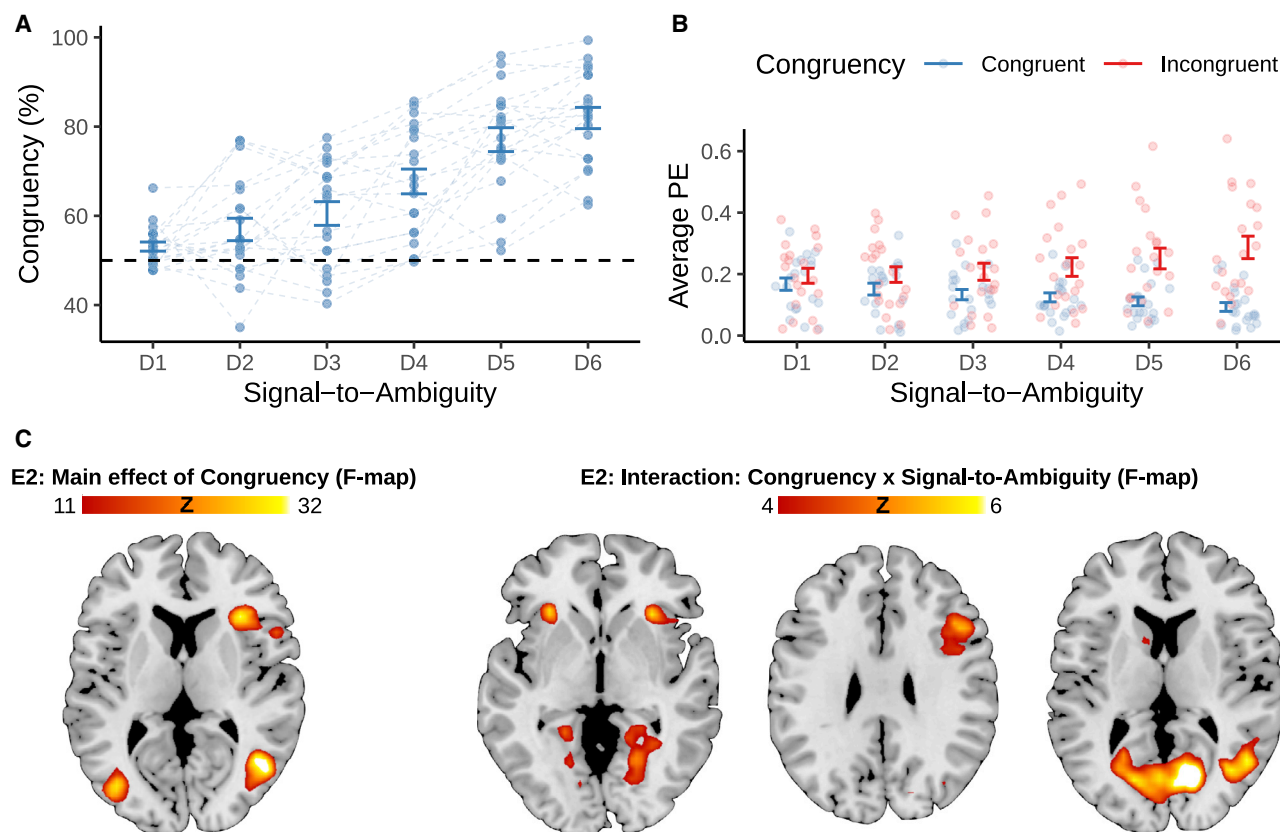 A
Congruency (%)
100
80
60
40
D1 D2 D3 D4 D5 D6
Signal−to−Ambiguity
B
Congruency Congruent Incongruent
Average PE
0.6
0.4
0.2
0.0
D1 D2 D3 D4 D5 D6
Signal−to−Ambiguity
C
E2: Main effect of Congruency (F-map)
11 Z 32
E2: Interaction: Congruency x Signal-to-Ambiguity (F-map)
4 Z 6